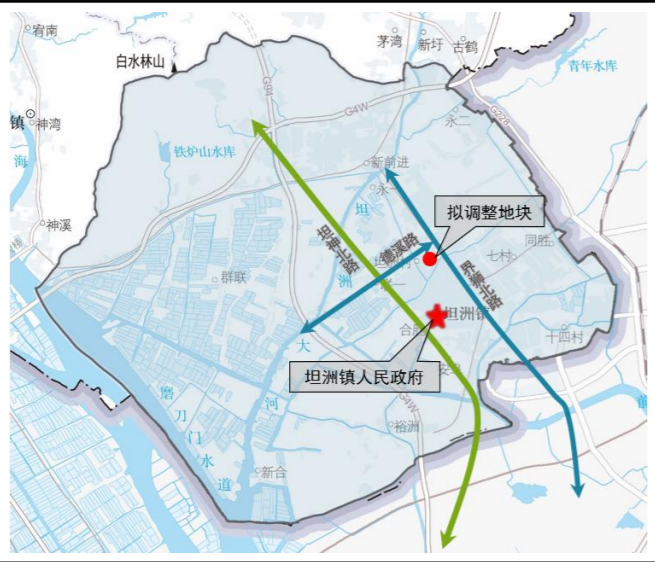 宥南
茅湾
新圩
古鹤
白水林山
青年水库
G94
G4W
G228
镇
神湾
永二
海
铁炉山水库
新前进
永一
坦
拟调整地块
神溪
坦神北路
德溪路
同胜
七村
洲
群联
界狮北路
坦洲镇
合胜
十四村
大
坦洲镇人民政府
磨
刀
门
水
道
河
G4W
裕洲
新合